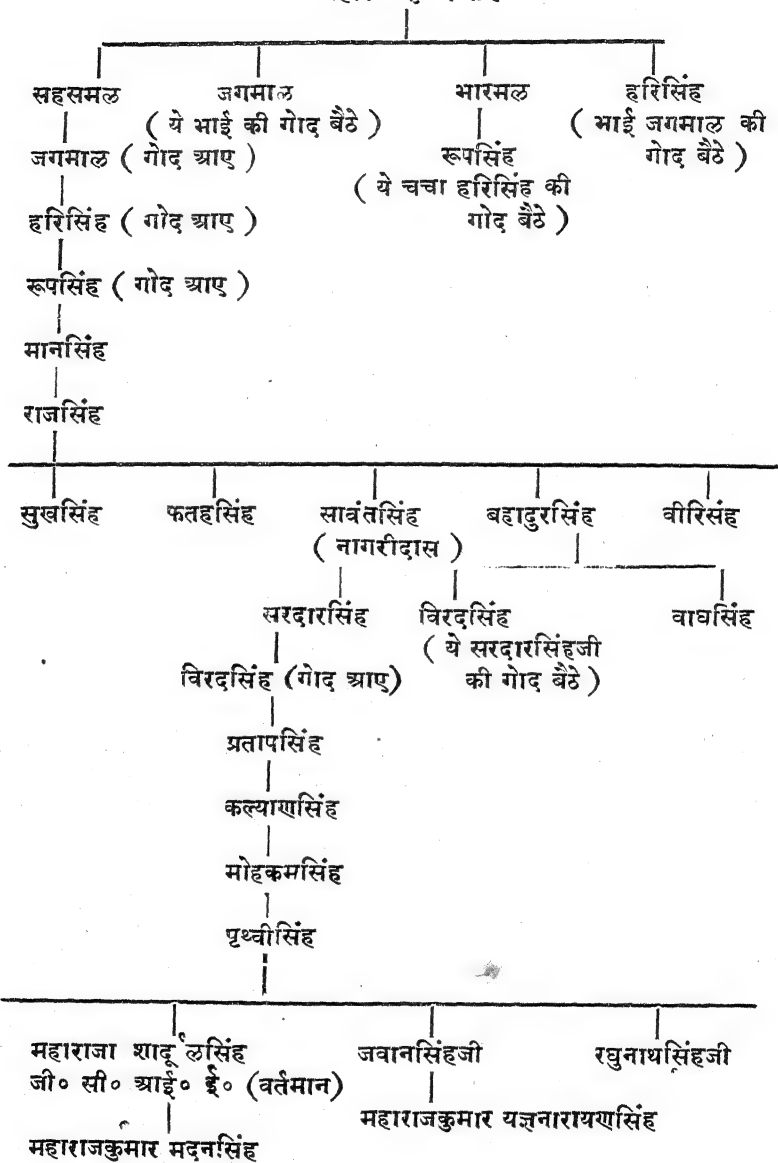 सहसमल जगमाल भारमल हरिसिंह
( ये भाई की गोद बैठे ) ( भाई जगमाल की
जगमाल ( गोद आए ) रूपसिंह गोद बैठे )
( ये चचा हरिसिंह की
हरिसिंह ( गोद आए ) गोद बैठे )
रूपसिंह ( गोद आए )
मानसिंह
राजसिंह
सुखसिंह फतहसिंह सावंतसिंह बहादुरसिंह वीरिसंह
( नागरीदास )
सरदारसिंह विरदसिंह वाघसिंह
( ये सरदारसिंहजी
विरदसिंह (गोद आए) की गोद बैठे )
प्रतापसिंह
कल्याणसिंह
मोहकमसिंह
पृथ्वीसिंह
महाराजा शार्दूलसिंह जवानसिंहजी रघुनाथसिंहजी
जी० सी० आई० ई० (वर्तमान)
महाराजकुमार यज्ञनारायणसिंह
महाराजकुमार मदनसिंह